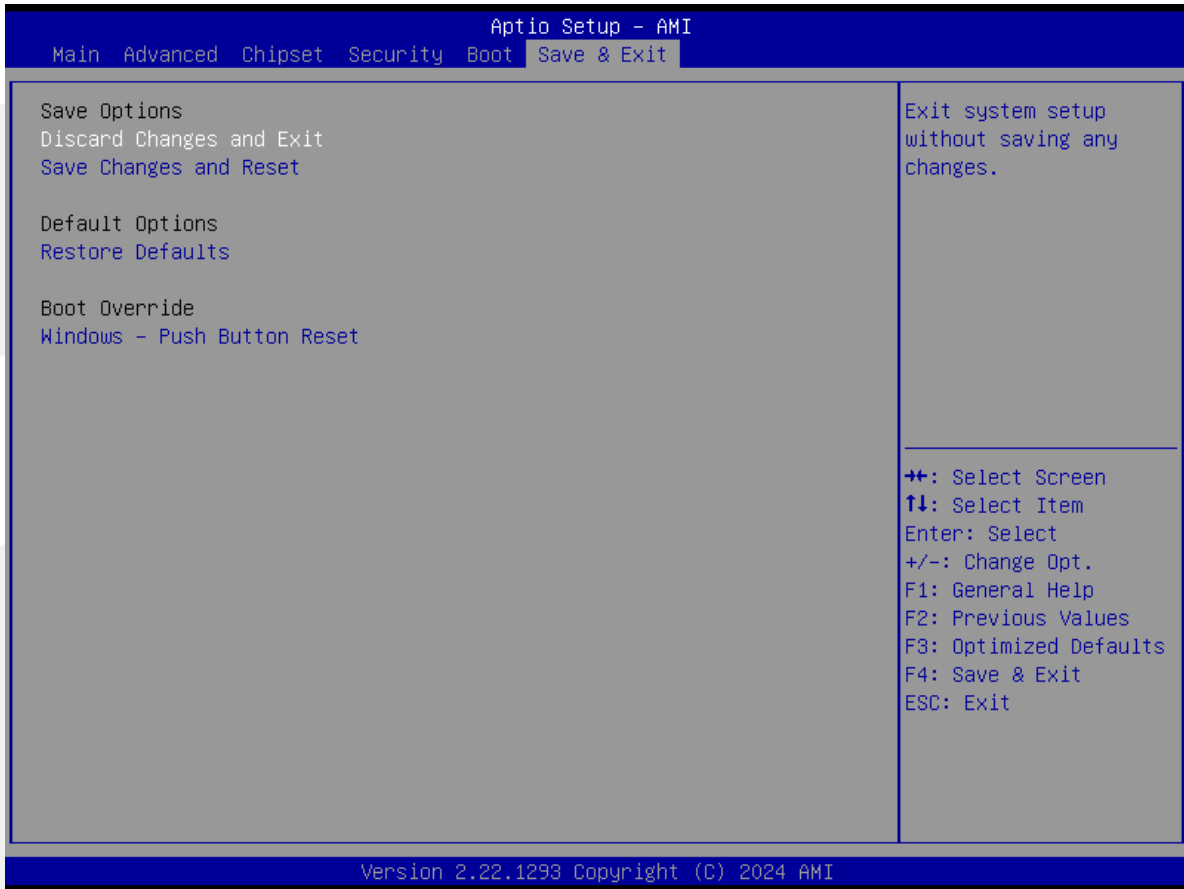 Aptio Setup – AMI
Main Advanced Chipset Security Boot Save & Exit
Save Options
Discard Changes and Exit
Save Changes and Reset
Default Options
Restore Defaults
Boot Override
Windows – Push Button Reset
Exit system setup
without saving any
changes.
→←: Select Screen
↑↓: Select Item
Enter: Select
+/-: Change Opt.
F1: General Help
F2: Previous Values
F3: Optimized Defaults
F4: Save & Exit
ESC: Exit
Version 2.22.1293 Copyright (C) 2024 AMI